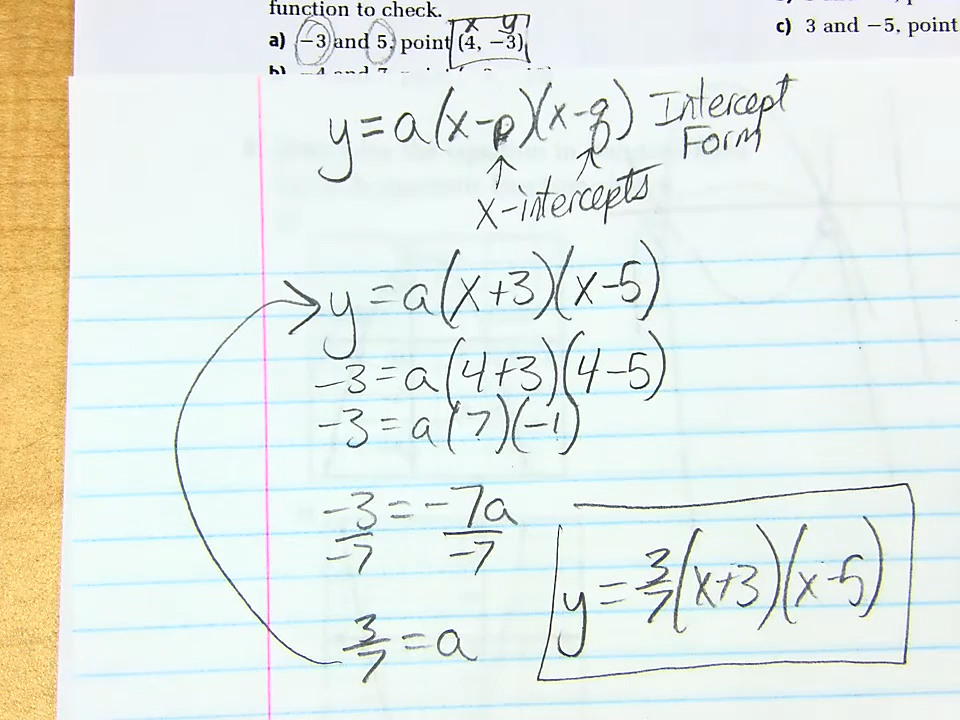 function to check.
x y
a) -3 and 5, point (4, -3)
c) 3 and -5, point
y = a(x-p)(x-q) Intercept Form
x-intercepts
y = a(x+3)(x-5)
-3 = a(4+3)(4-5)
-3 = a(7)(-1)
-3/-7 = -7a/-7
3/7 = a
y = 3/7(x+3)(x-5)